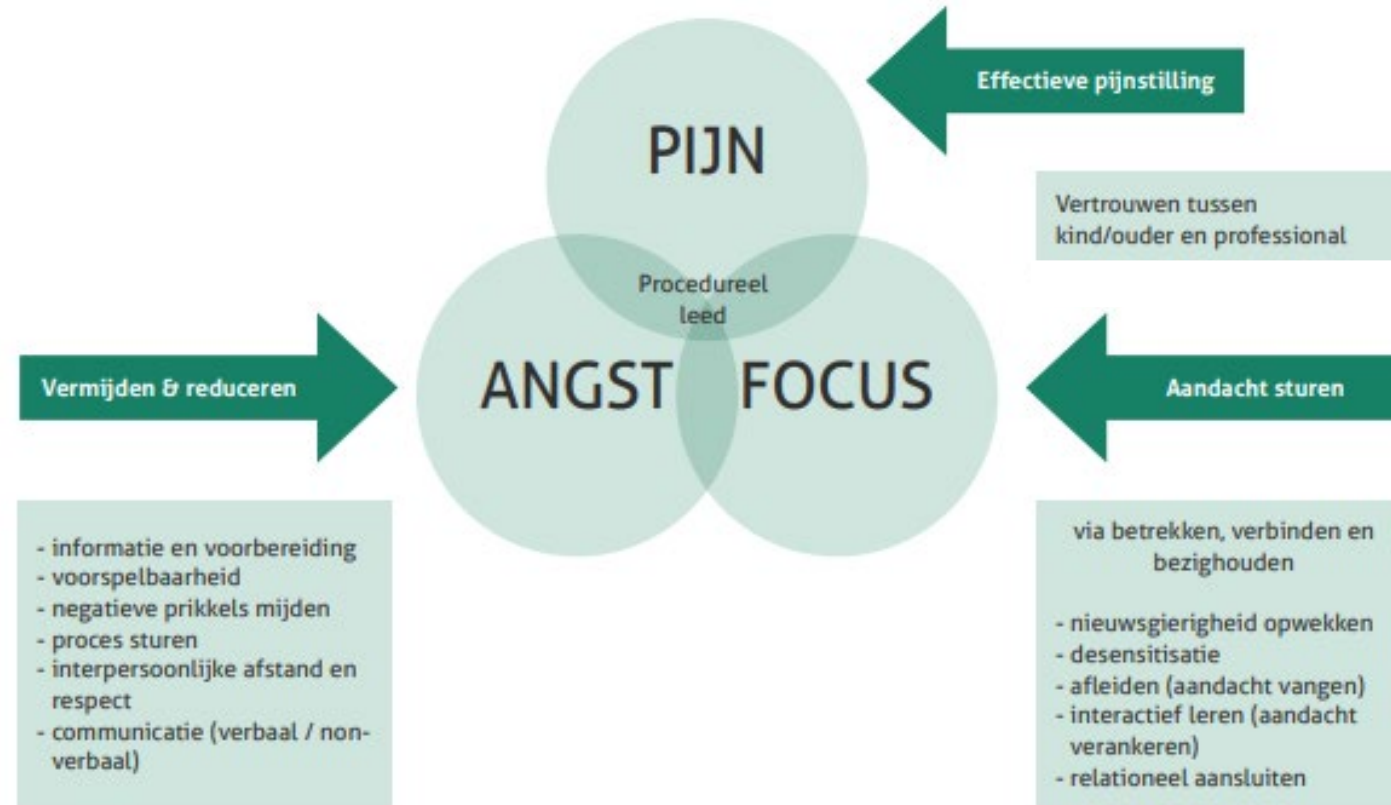 Effectieve pijnstilling
PIJN
Vertrouwen tussen
kind/ouder en professional
Procedureel
leed
Vermijden & reduceren
ANGST
FOCUS
Aandacht sturen
- informatie en voorbereiding
- voorspelbaarheid
- negatieve prikkels mijden
- proces sturen
- interpersoonlijke afstand en
respect
- communicatie (verbaal / non-
verbaal)
via betrekken, verbinden en
bezighouden
- nieuwsgierigheid opwekken
- desensitisatie
- afleiden (aandacht vangen)
- interactief leren (aandacht
verankeren)
- relationeel aansluiten